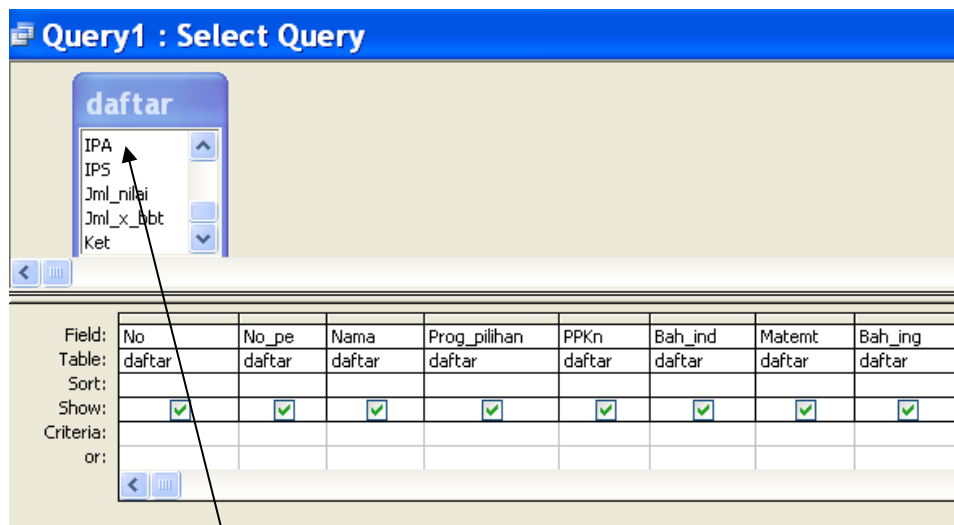 Query1 : Select Query
daftar
IPA
IPS
Jml_nilai
Jml_x_bbt
Ket
Field: No No_pe Nama Prog_pilihan PPKn Bah_ind Matemt Bah_ing
Table: daftar daftar daftar daftar daftar daftar daftar daftar
Sort:
Show:
Criteria:
or: